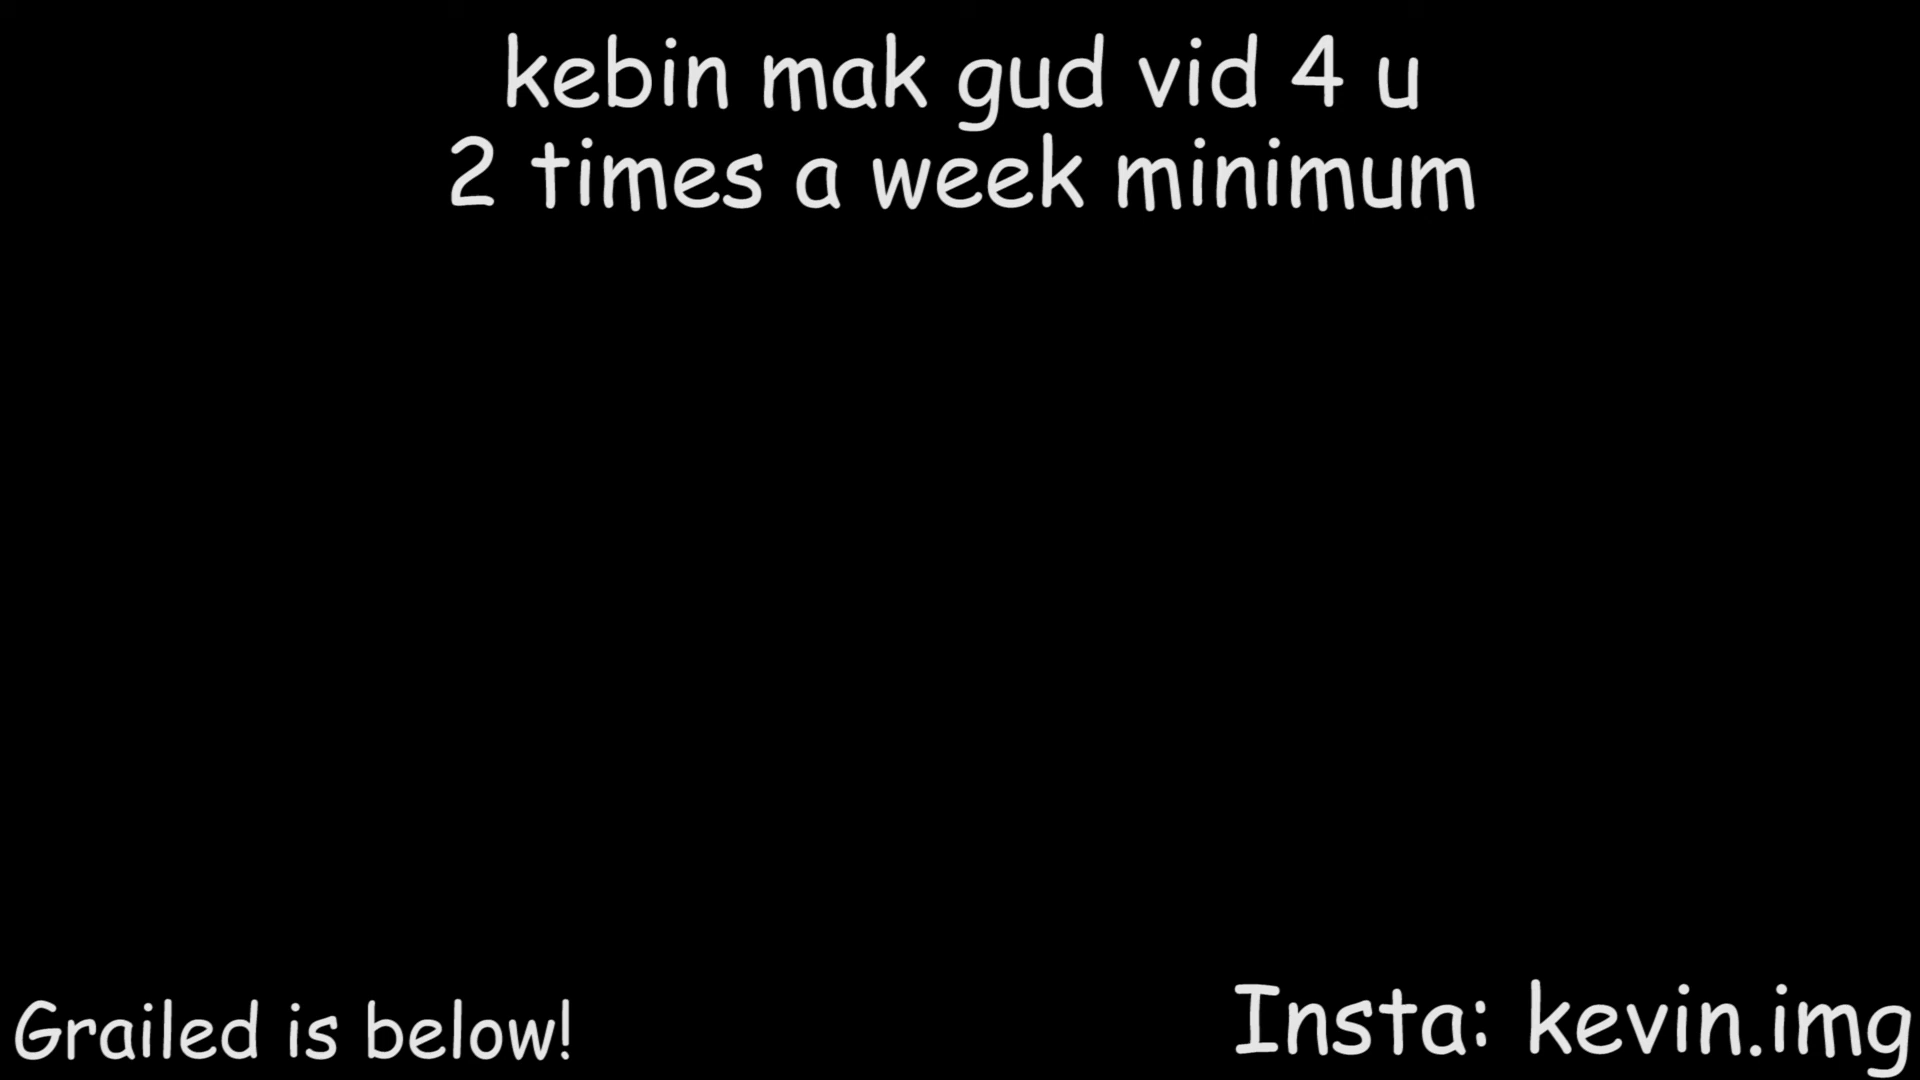 kebin mak gud vid 4 u
2 times a week minimum
Grailed is below!
Insta: kevin.img